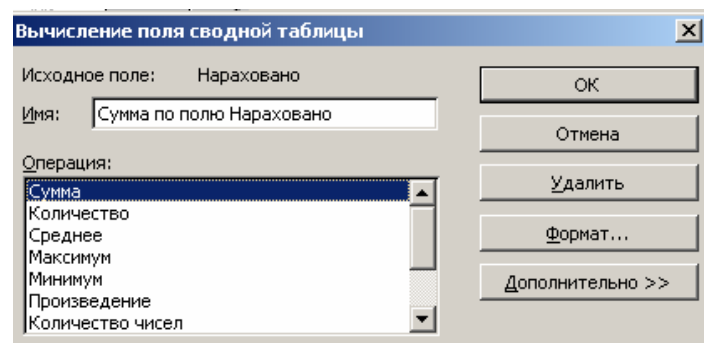 Вычисление поля сводной таблицы
Исходное поле: Нараховано
Имя: Сумма по полю Нараховано
Операция:
Сумма
Количество
Среднее
Максимум
Минимум
Произведение
Количество чисел
ОК
Отмена
Удалить
Формат...
Дополнительно >>